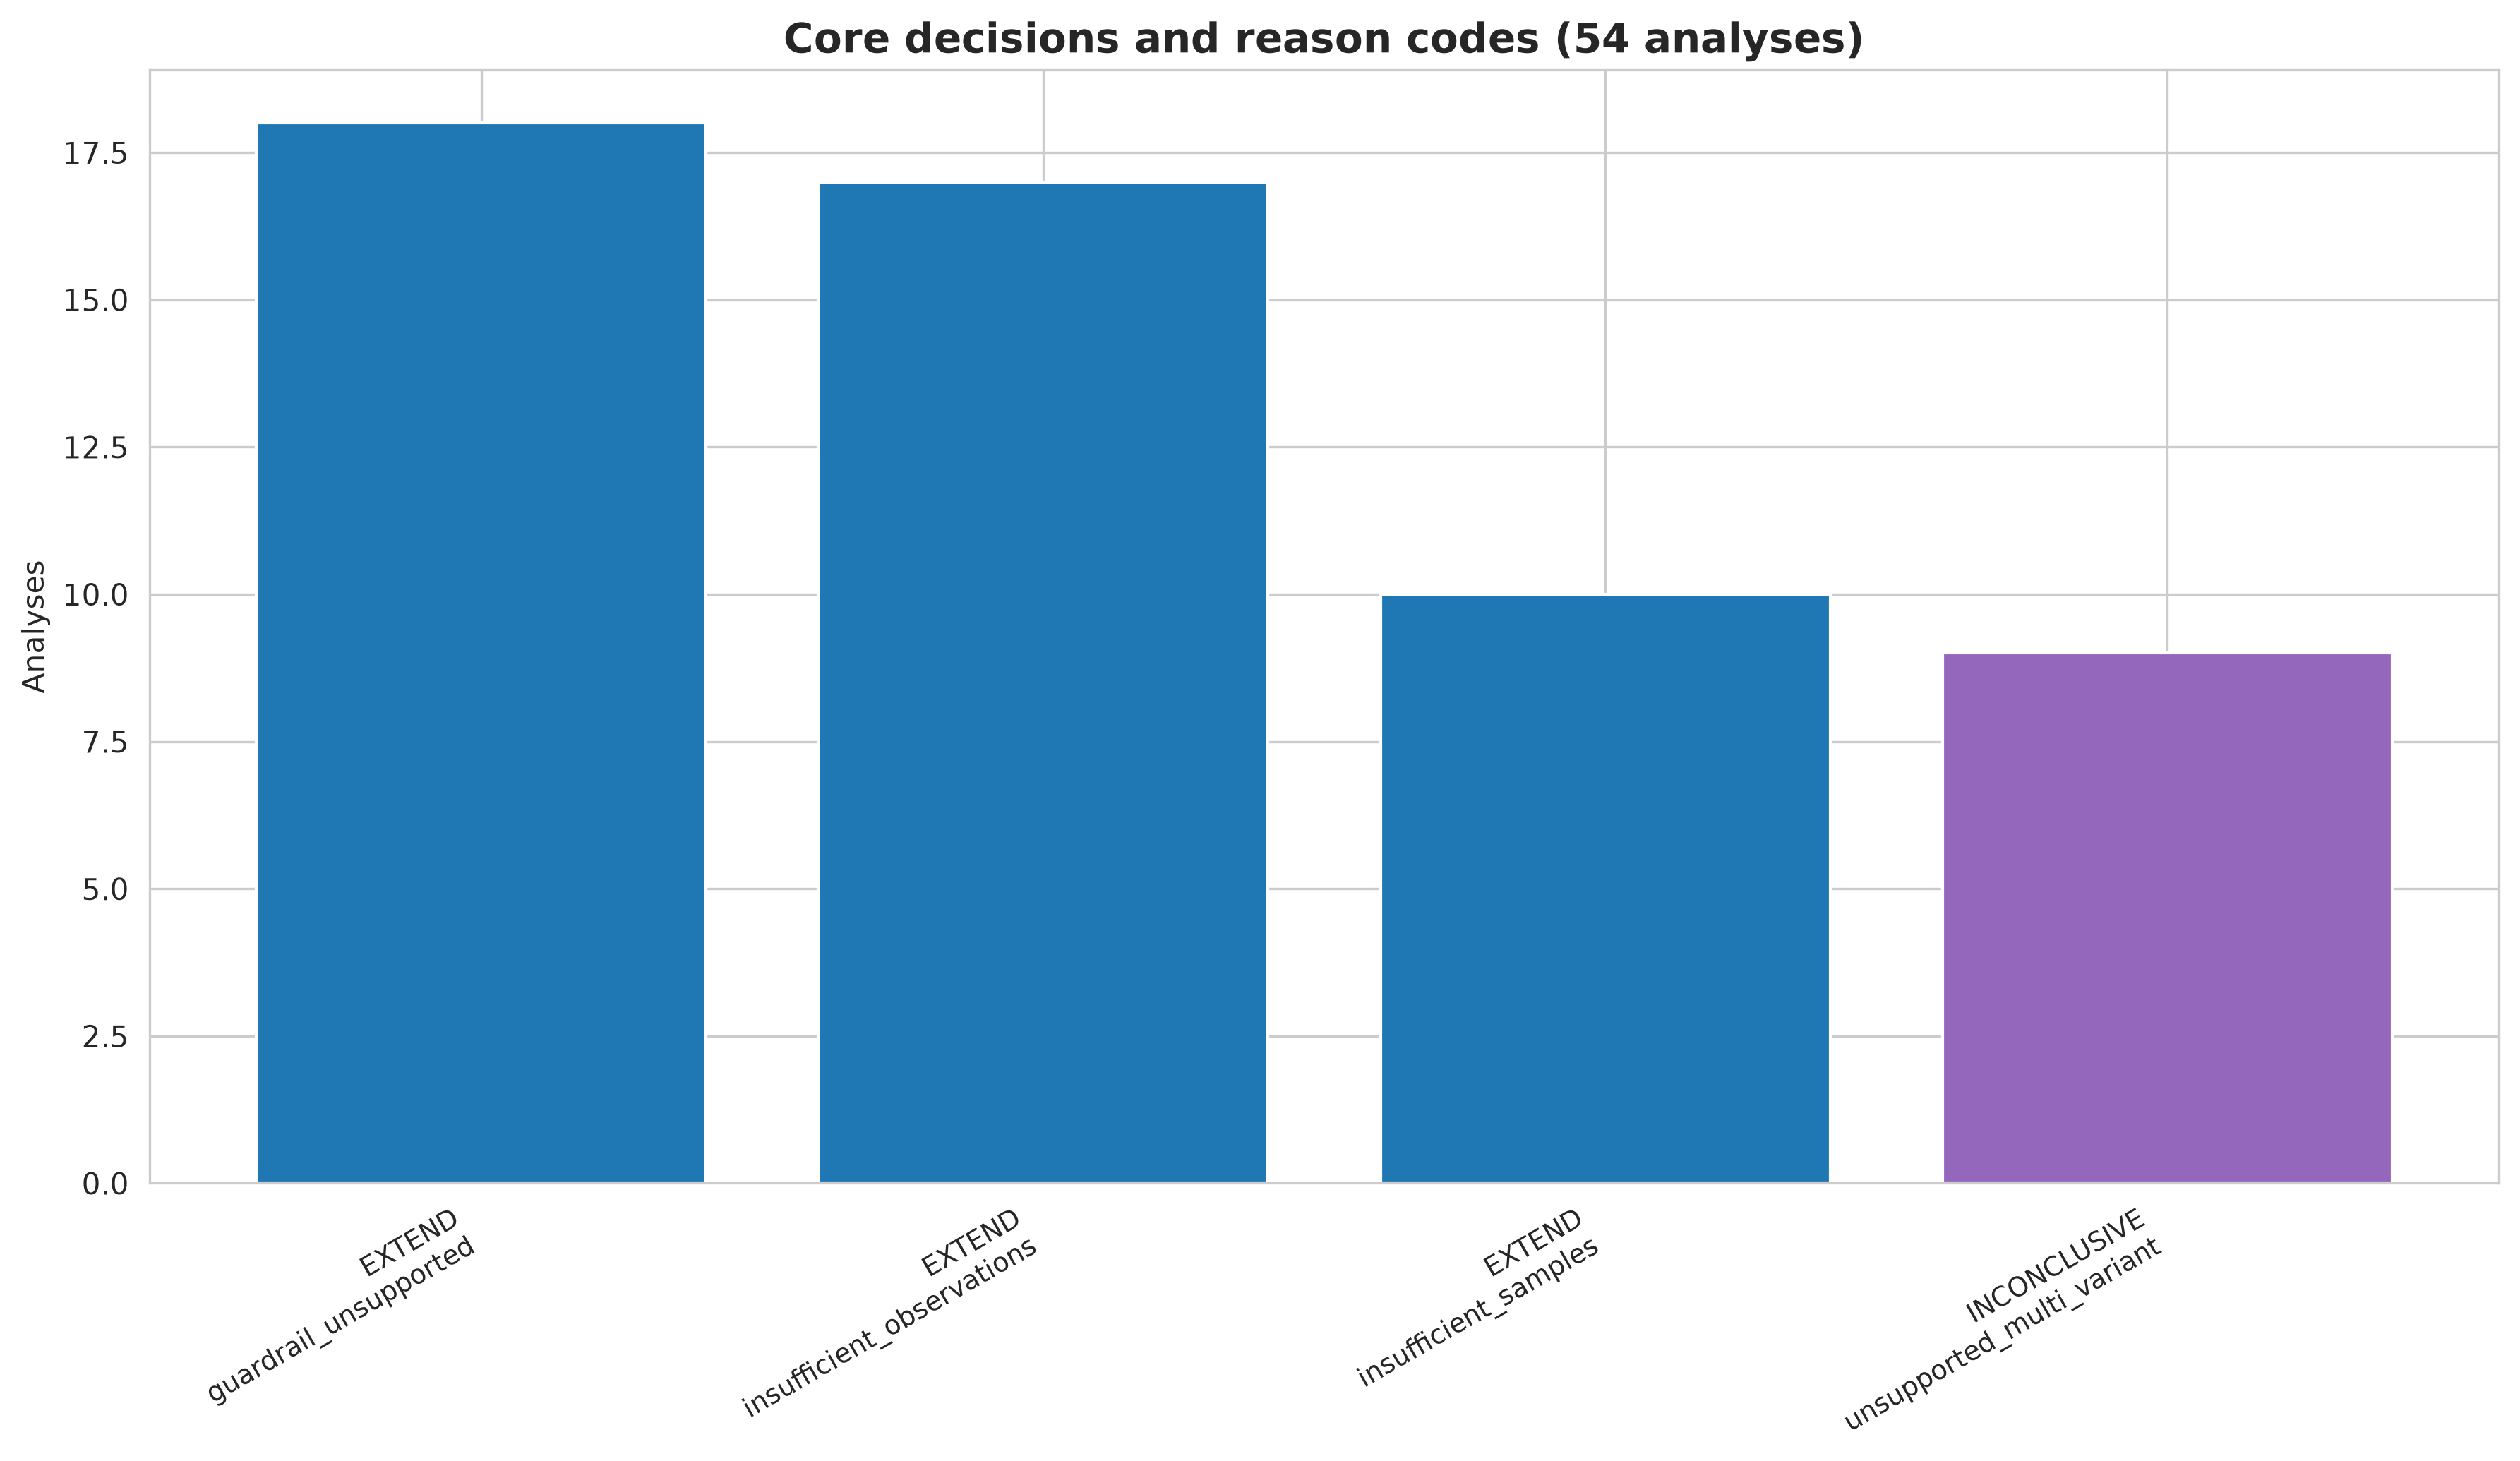 Core decisions and reason codes (54 analyses)
Analyses
17.5
15.0
12.5
10.0
7.5
5.0
2.5
0.0
EXTEND
guardrail_unsupported
EXTEND
insufficient_observations
EXTEND
insufficient_samples
INCONCLUSIVE
unsupported_multi_variant